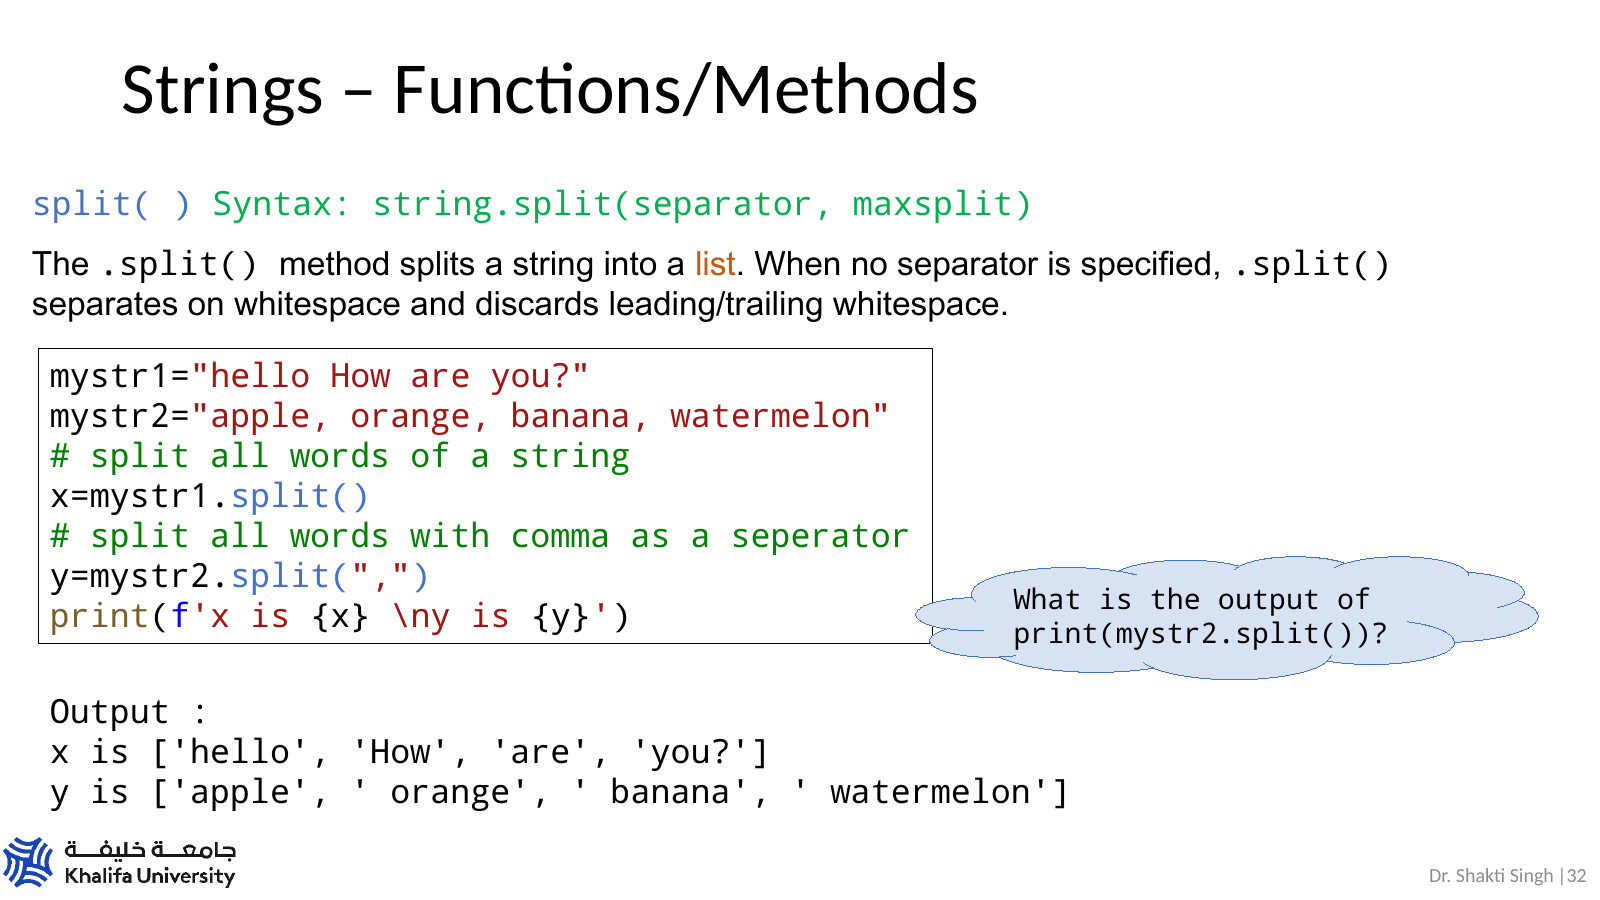 Strings – Functions/Methods
split( ) Syntax: string.split(separator, maxsplit)
The .split() method splits a string into a list. When no separator is specified, .split()
separates on whitespace and discards leading/trailing whitespace.
mystr1="hello How are you?"
mystr2="apple, orange, banana, watermelon"
# split all words of a string
x=mystr1.split()
# split all words with comma as a seperator
y=mystr2.split(",")
print(f'x is {x} \ny is {y}')
What is the output of
print(mystr2.split())?
Output :
x is ['hello', 'How', 'are', 'you?']
y is ['apple', ' orange', ' banana', ' watermelon']
جامعة خليفة
Khalifa University
Dr. Shakti Singh |32